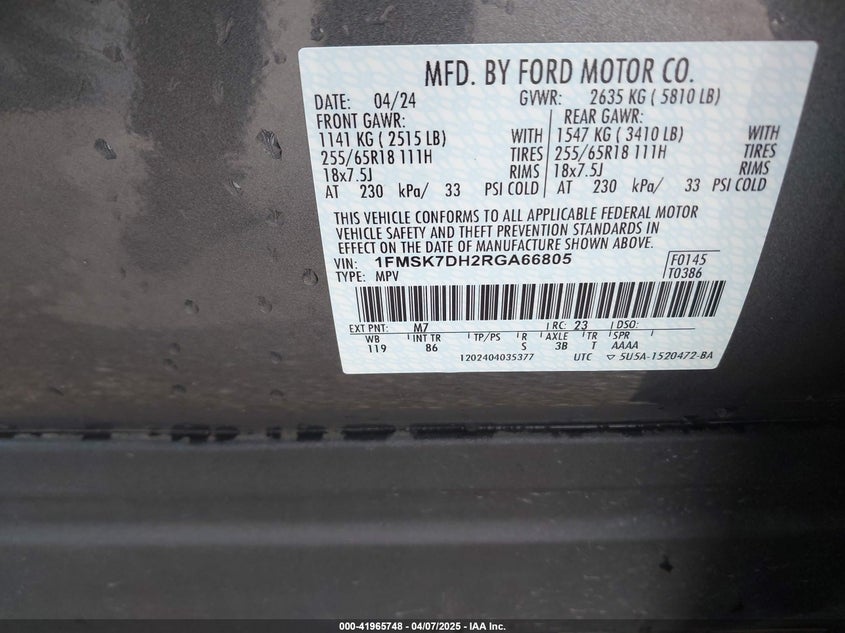 MFD. BY FORD MOTOR CO.
DATE: 04/24 GVWR: 2635 KG ( 5810 LB)
FRONT GAWR: REAR GAWR:
1141 KG ( 2515 LB) WITH 1547 KG ( 3410 LB) WITH
255/65R18 111H TIRES 255/65R18 111H TIRES
18x7.5J RIMS 18x7.5J RIMS
AT 230 kPa/ 33 PSI COLD AT 230 kPa/ 33 PSI COLD
THIS VEHICLE CONFORMS TO ALL APPLICABLE FEDERAL MOTOR
VEHICLE SAFETY AND THEFT PREVENTION STANDARDS IN
EFFECT ON THE DATE OF MANUFACTURE SHOWN ABOVE.
VIN: 1FMSK7DH2RGA66805 F0145
TYPE: MPV T0386
EXT PNT: M7 RC: 23 DSO:
WB INT TR TP/PS R AXLE TR SPR
119 86 S 3B T AAAA
1202404035377 UTC ▽ 5U5A-1520472-BA
000-41965748 - 04/07/2025 - IAA Inc.